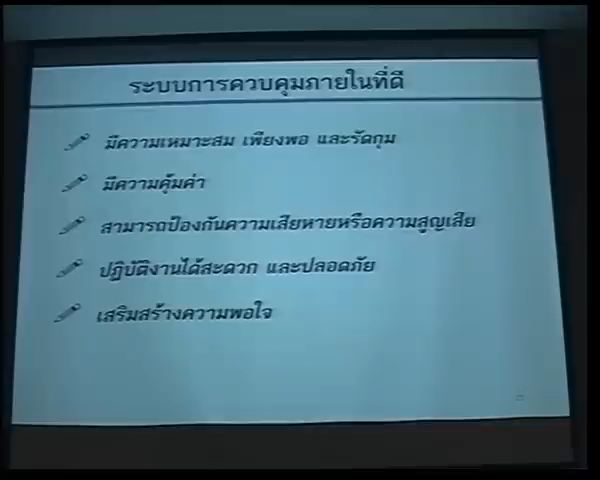 ระบบการควบคุมภายในที่ดี
มีความเหมาะสม เพียงพอ และรัดกุม
มีความคุ้มค่า
สามารถป้องกันความเสียหายหรือความสูญเสีย
ปฏิบัติงานได้สะดวก และปลอดภัย
เสริมสร้างความพอใจ